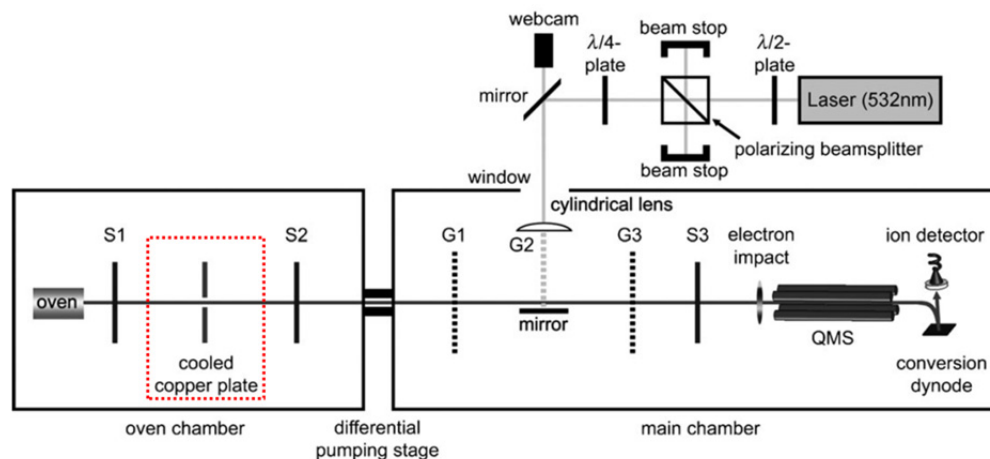 webcam
beam stop
λ/4-
plate
λ/2-
plate
mirror
Laser (532nm)
polarizing beamsplitter
beam stop
window
cylindrical lens
S1
S2
G1
G2
G3
S3
electron
impact
ion detector
oven
mirror
QMS
cooled
copper plate
conversion
dynode
oven chamber
differential
pumping stage
main chamber